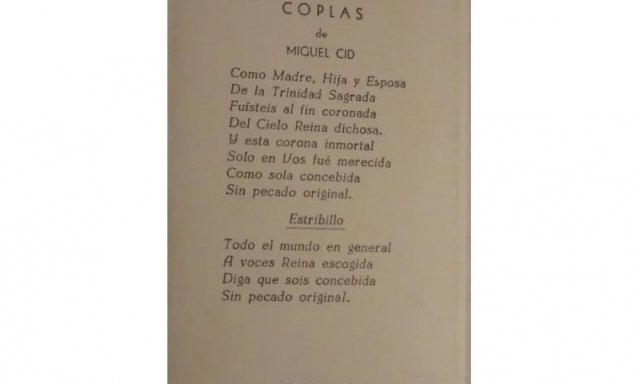 COPLAS
de
MIGUEL CID
Como Madre, Hija y Esposa
De la Trinidad Sagrada
Fuísteis al fin coronada
Del Cielo Reina dichosa.
Y esta corona inmortal
Solo en Vos fué merecida
Como sola concebida
Sin pecado original.
Estribillo
Todo el mundo en general
A voces Reina escogida
Diga que sois concebida
Sin pecado original.